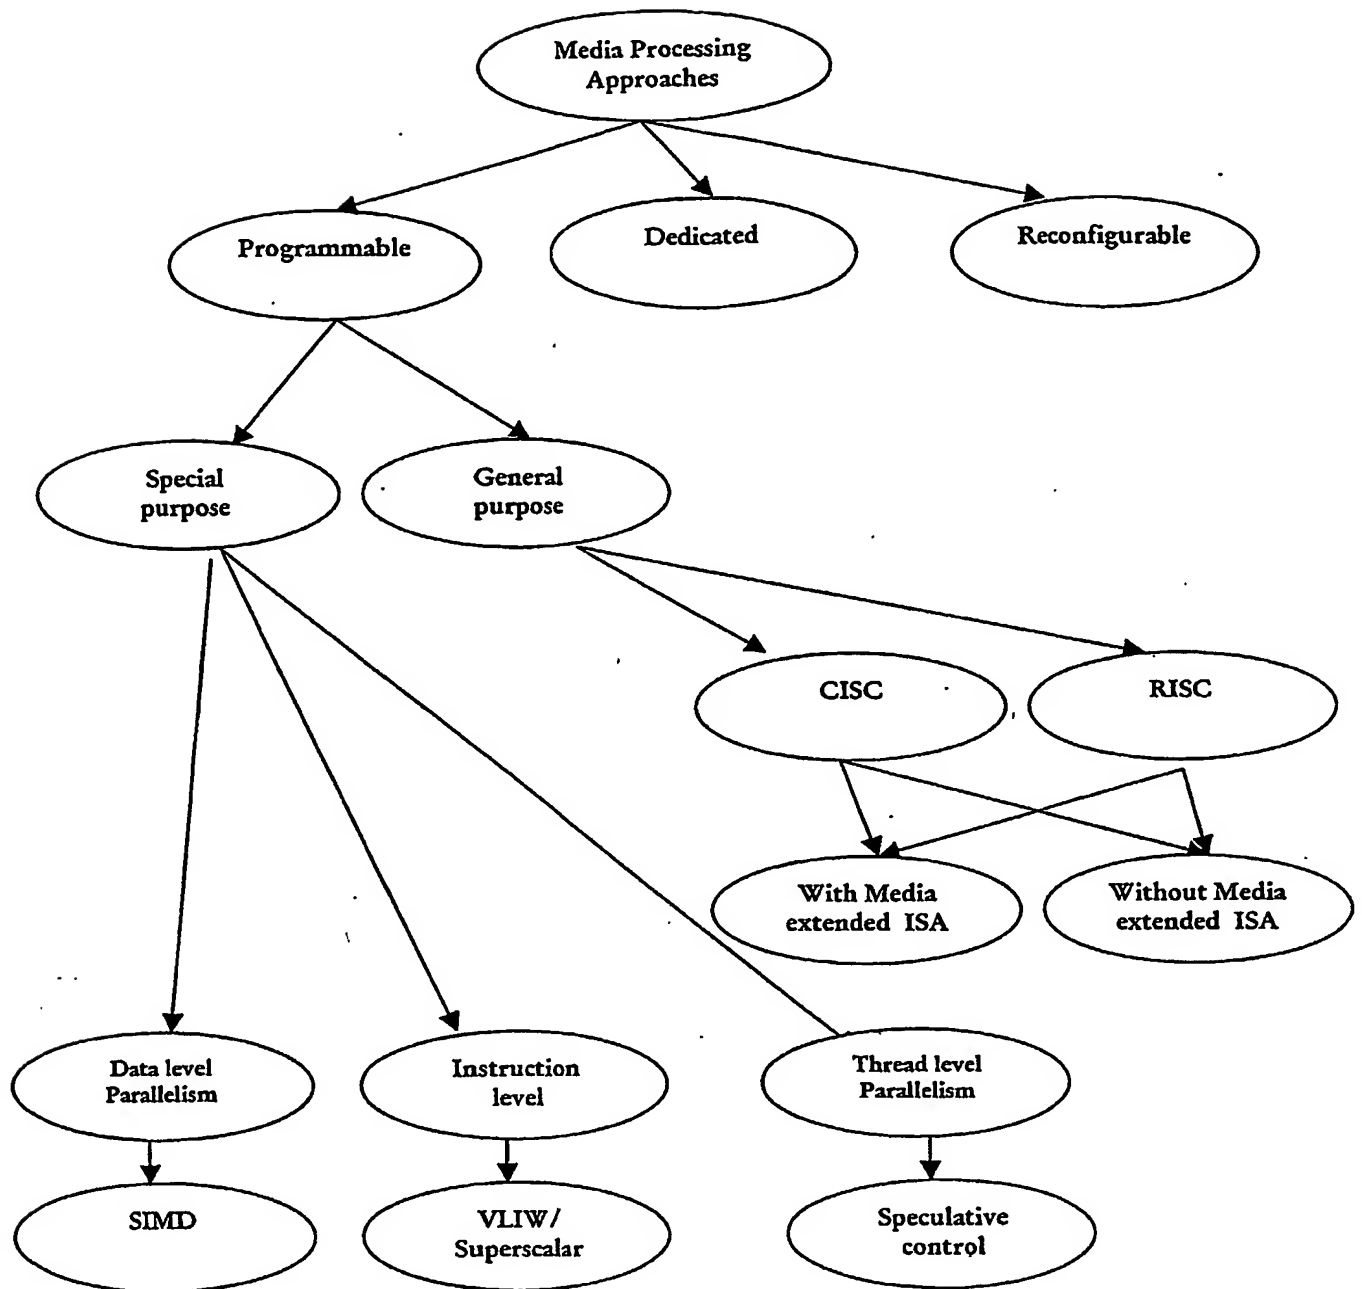 Media Processing
Approaches
Programmable
Dedicated
Reconfigurable
Special
purpose
General
purpose
CISC
RISC
With Media
extended ISA
Without Media
extended ISA
Data level
Parallelism
Instruction
level
Thread level
Parallelism
SIMD
VLIW/
Superscalar
Speculative
control